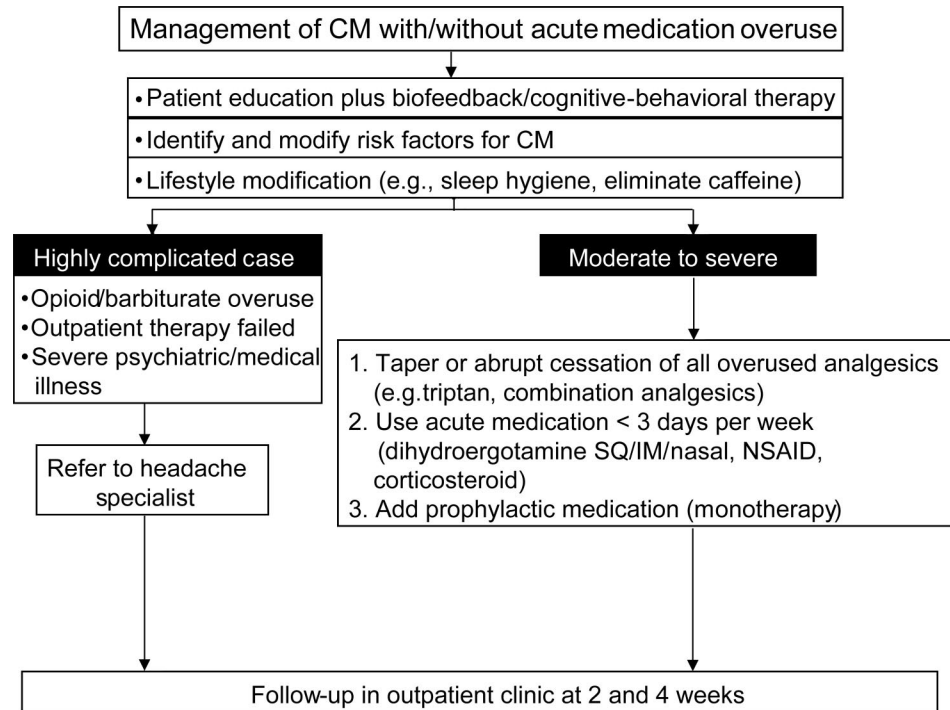 Management of CM with/without acute medication overuse
•Patient education plus biofeedback/cognitive-behavioral therapy
•Identify and modify risk factors for CM
•Lifestyle modification (e.g., sleep hygiene, eliminate caffeine)
Highly complicated case
•Opioid/barbiturate overuse
•Outpatient therapy failed
•Severe psychiatric/medical
illness
Refer to headache
specialist
Moderate to severe
1. Taper or abrupt cessation of all overused analgesics
(e.g.triptan, combination analgesics)
2. Use acute medication < 3 days per week
(dihydroergotamine SQ/IM/nasal, NSAID,
corticosteroid)
3. Add prophylactic medication (monotherapy)
Follow-up in outpatient clinic at 2 and 4 weeks